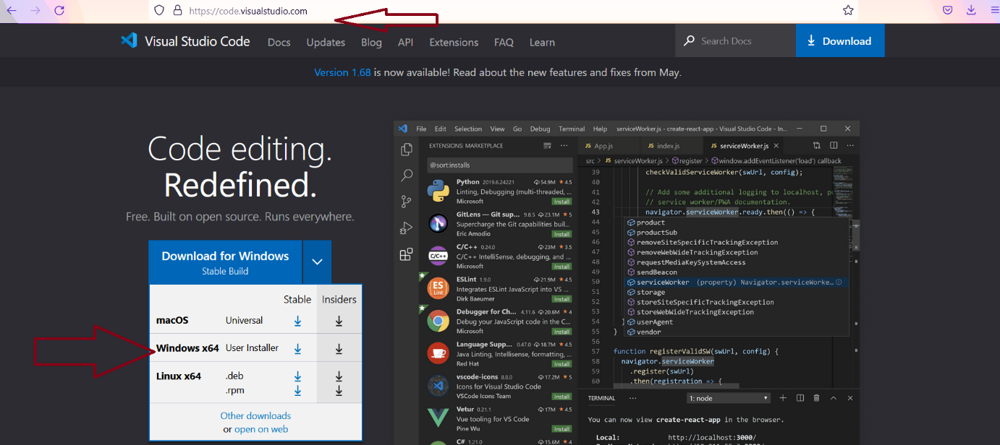 https://code.visualstudio.com
Visual Studio Code Docs Updates Blog API Extensions FAQ Learn Search Docs Download
Version 1.68 is now available! Read about the new features and fixes from May.
Code editing.
Redefined.
Free. Built on open source. Runs everywhere.
Download for Windows
Stable Build
Stable Insiders
macOS Universal
Windows x64 User Installer
Linux x64 .deb
.rpm
Other downloads
or open on web
File Edit Selection View Go Debug Terminal Help serviceWorker.js - create-react-app - Visual Studio Code - In...
EXTENSIONS: MARKETPLACE
@sort:installs
Python 2019.6.24221 54.9M 4.5
Linting, Debugging (multi-threaded, ...
Microsoft Install
GitLens — Git sup... 9.8.5 23.1M 5
Supercharge the Git capabilities buil...
Eric Amodio Install
C/C++ 0.24.0 23M 3.5
C/C++ IntelliSense, debugging, and ...
Microsoft Install
ESLint 1.9.0 21.9M 4.5
Integrates ESLint JavaScript into VS ...
Dirk Baeumer Install
Debugger for Ch... 4.11.6 20.6M 4
Debug your JavaScript code in the C...
Microsoft Install
Language Supp... 0.47.0 18.7M 4.5
Java Linting, Intellisense, formatting, ...
Red Hat Install
vscode-icons 8.8.0 17.2M 5
Icons for Visual Studio Code
VSCode Icons Team Install
Vetur 0.21.1 17M 4.5
Vue tooling for VS Code
Pine Wu Install
C# 1.21.0 15.6M 4
C/C++
ES
Lint
JS App.js JS index.js JS serviceWorker.js
src > JS serviceWorker.js > register > window.addEventListener('load') callback
39 checkValidServiceWorker(swUrl, config);
40
41 // Add some additional logging to localhost, p
42 // service worker/PWA documentation.
43 navigator.serviceWorker.ready.then(() => {
44 product
45 productSub
46 removeSiteSpecificTrackingException
47 removeWebWideTrackingException
48 requestMediaKeySystemAccess
49 sendBeacon
50 serviceWorker (property) Navigator.serviceWorke...
51 storage
52 storeSiteSpecificTrackingException
53 storeWebWideTrackingException
54 } userAgent
55 } vendor
56
57 function registerValidSW(swUrl, config) {
58 navigator.serviceWorker
59 .register(swUrl)
60 .then(registration => {
TERMINAL ... 1: node
You can now view create-react-app in the browser.
Local: http://localhost:3000/